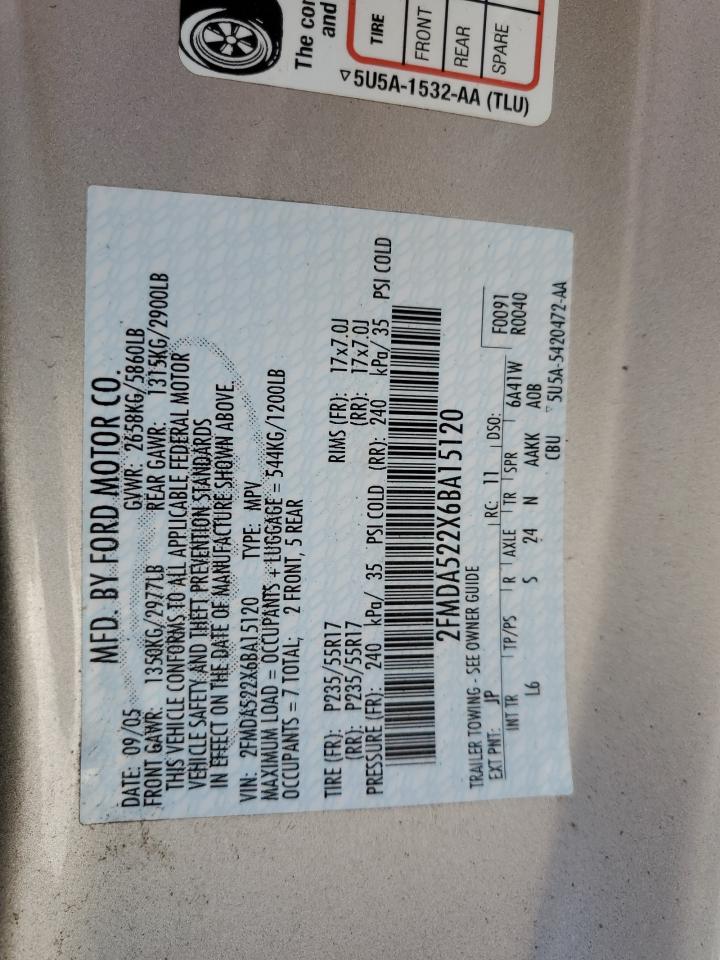 The cor
and
TIRE
FRONT
REAR
SPARE
▽5U5A-1532-AA (TLU)
MFD. BY FORD MOTOR CO.
DATE: 09/05 GVWR: 2658KG/5860LB
FRONT GAWR: 1350KG/2977LB REAR GAWR: 1315KG/2900LB
THIS VEHICLE CONFORMS TO ALL APPLICABLE FEDERAL MOTOR
VEHICLE SAFETY AND THEFT PREVENTION STANDARDS
IN EFFECT ON THE DATE OF MANUFACTURE SHOWN ABOVE.
VIN: 2FMDA522X6BA15120 TYPE: MPV
MAXIMUM LOAD = OCCUPANTS + LUGGAGE = 544KG/1200LB
OCCUPANTS = 7 TOTAL; 2 FRONT, 5 REAR
TIRE (FR): P235/55R17 RIMS (FR): 17x7.0J
(RR): P235/55R17 (RR): 17x7.0J
PRESSURE (FR): 240 kPa/ 35 PSI COLD (RR): 240 kPa/ 35 PSI COLD
2FMDA522X6BA15120
TRAILER TOWING - SEE OWNER GUIDE
F0091
R0040
EXT PNT: JP RC: 11 DSO:
INT TR TP/PS R AXLE TR SPR 6A41W
L6 S 24 N AAKK A0B
CBU ▽5U5A-5420472-AA